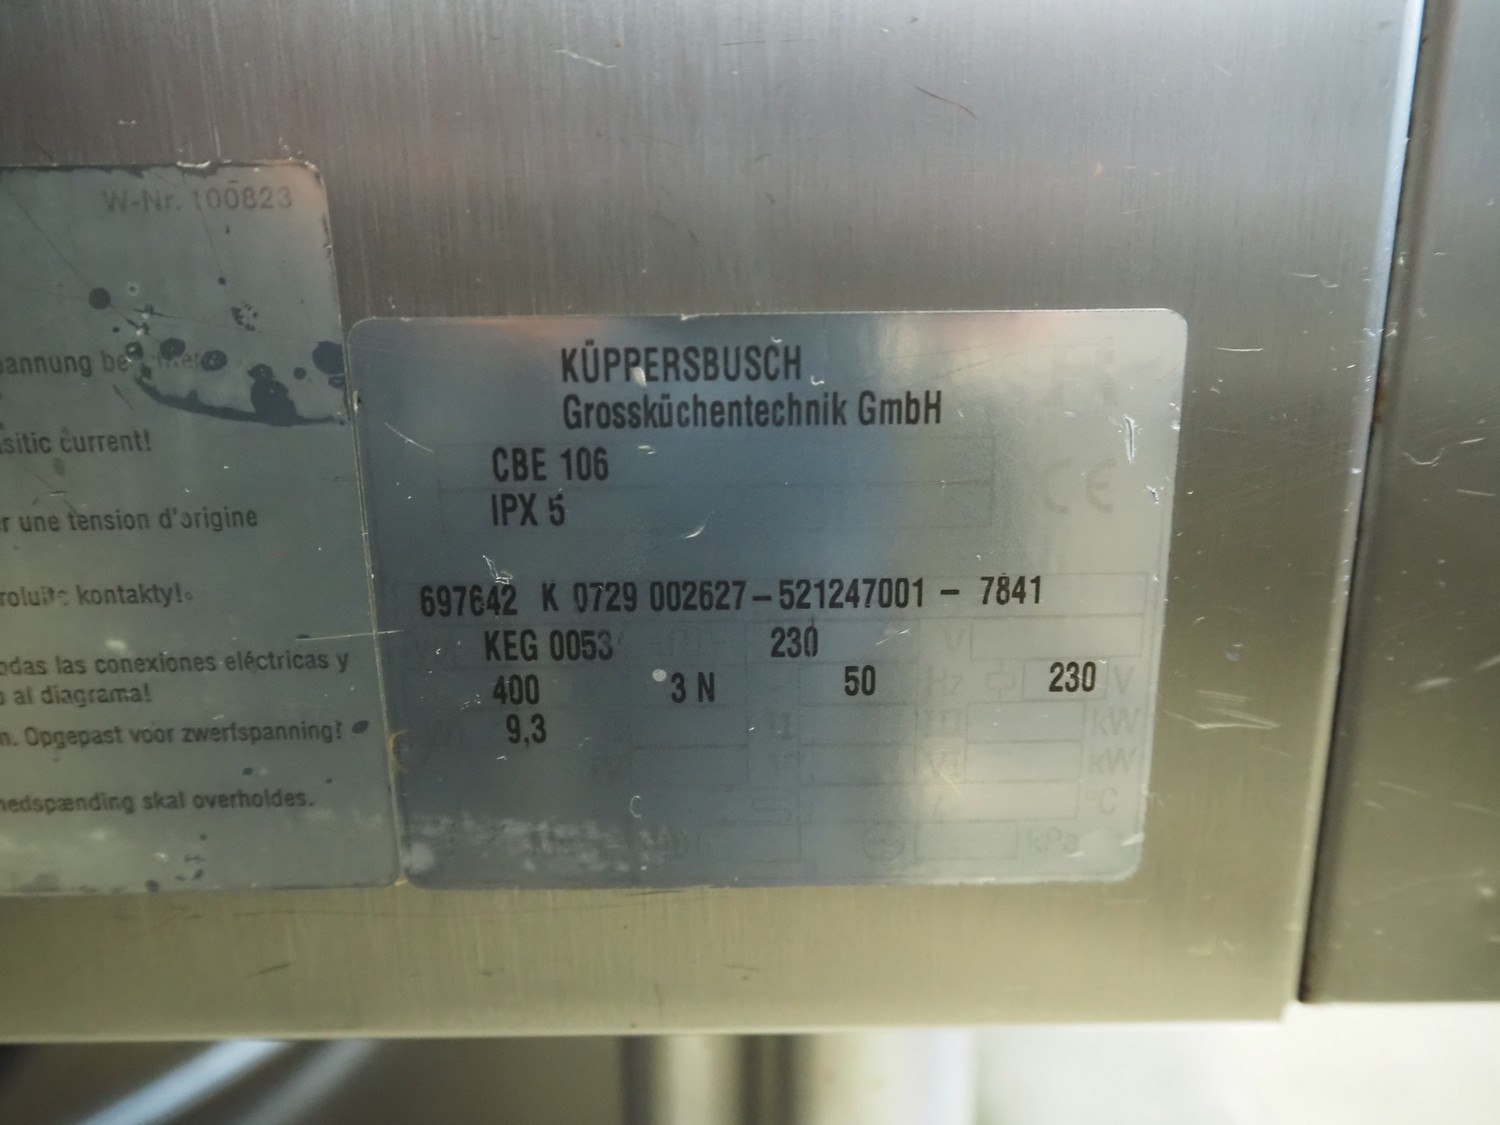 W-Nr. 100823
pannung be
sitic current!
r une tension d'origine
kontakty!
odas las conexiones eléctricas y
al diagrama!
n. Opgepast voor zwerfspanning!
nedspænding skal overholdes.
KÜPPERSBUSCH
Grossküchentechnik GmbH
CBE 106
IPX 5
CE
697642 K 0729 002627-521247001 - 7841
KEG 0053 230 V
400 3 N 50 Hz 230 V
9,3 III kW
kW
°C
kPa